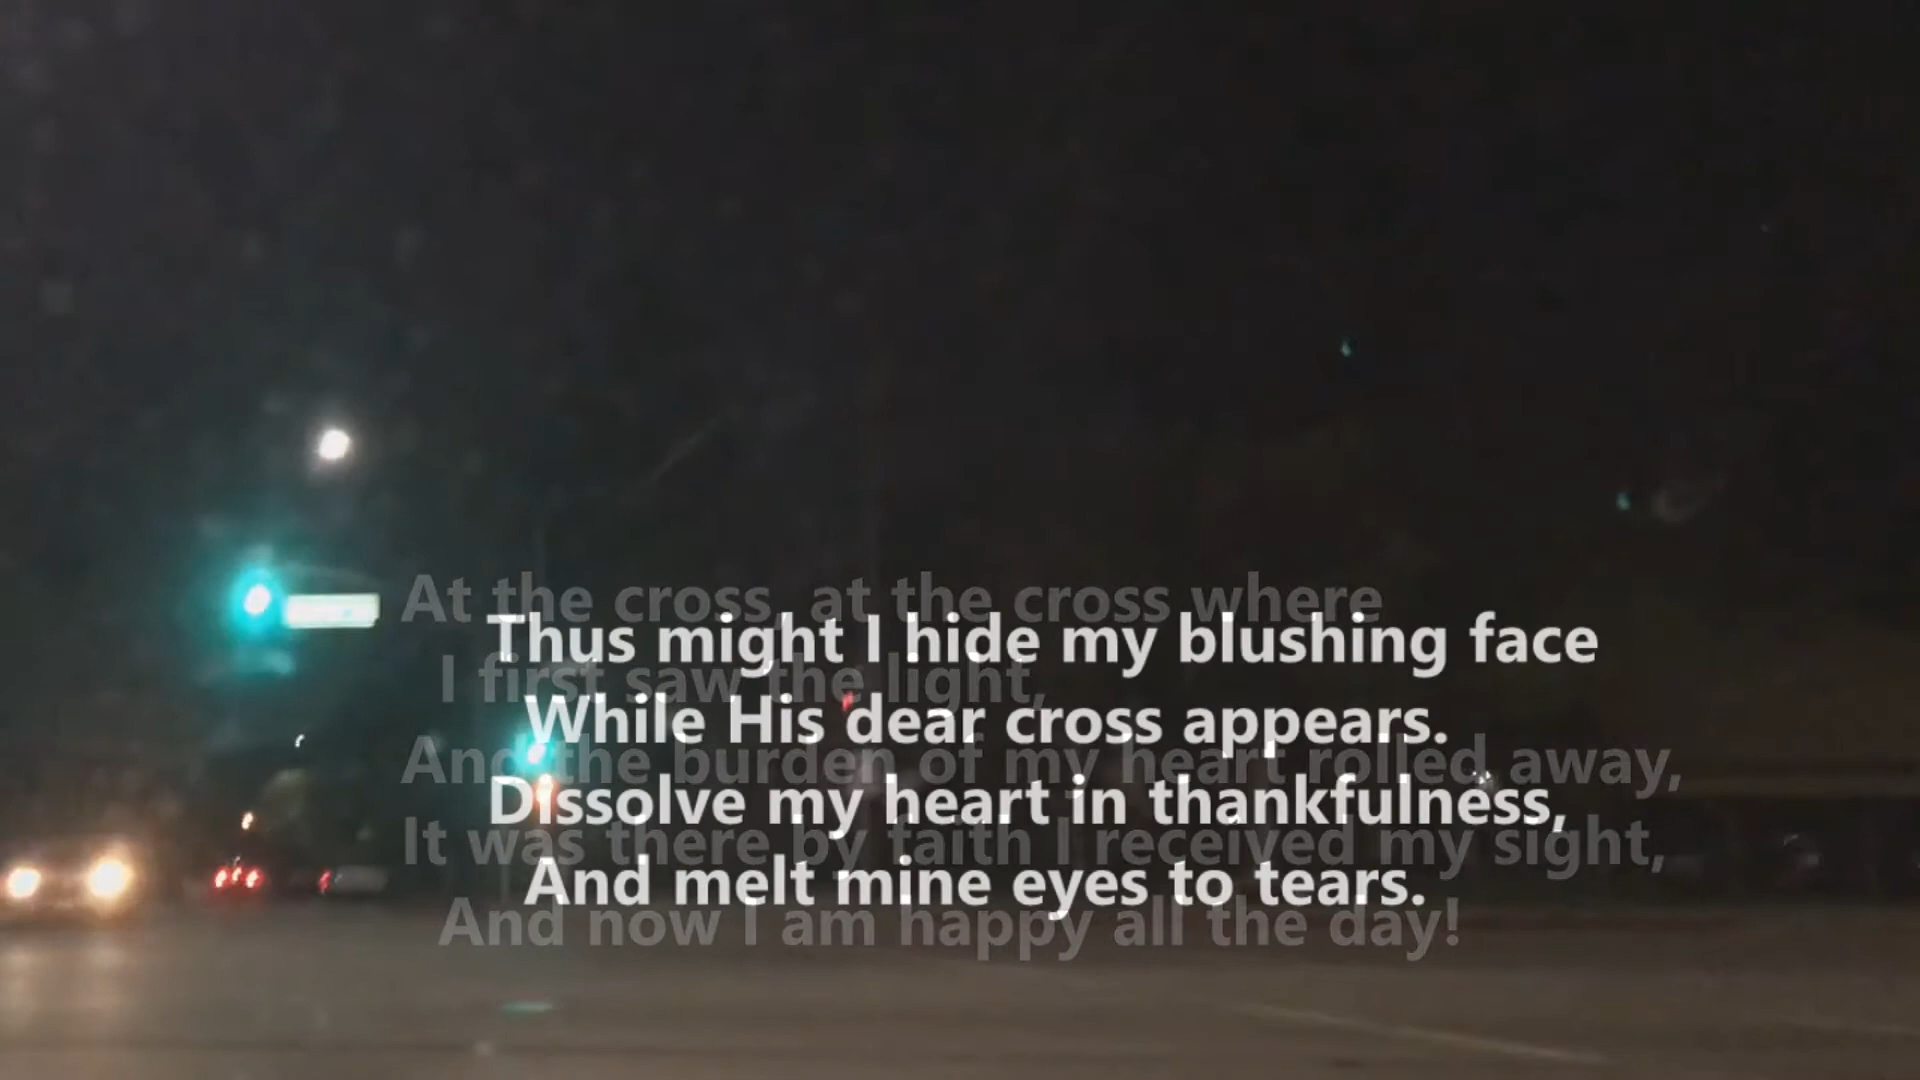 At the cross, at the cross where
I first saw the light,
And the burden of my heart rolled away,
It was there by faith I received my sight,
And now I am happy all the day!
Thus might I hide my blushing face
While His dear cross appears.
Dissolve my heart in thankfulness,
And melt mine eyes to tears.